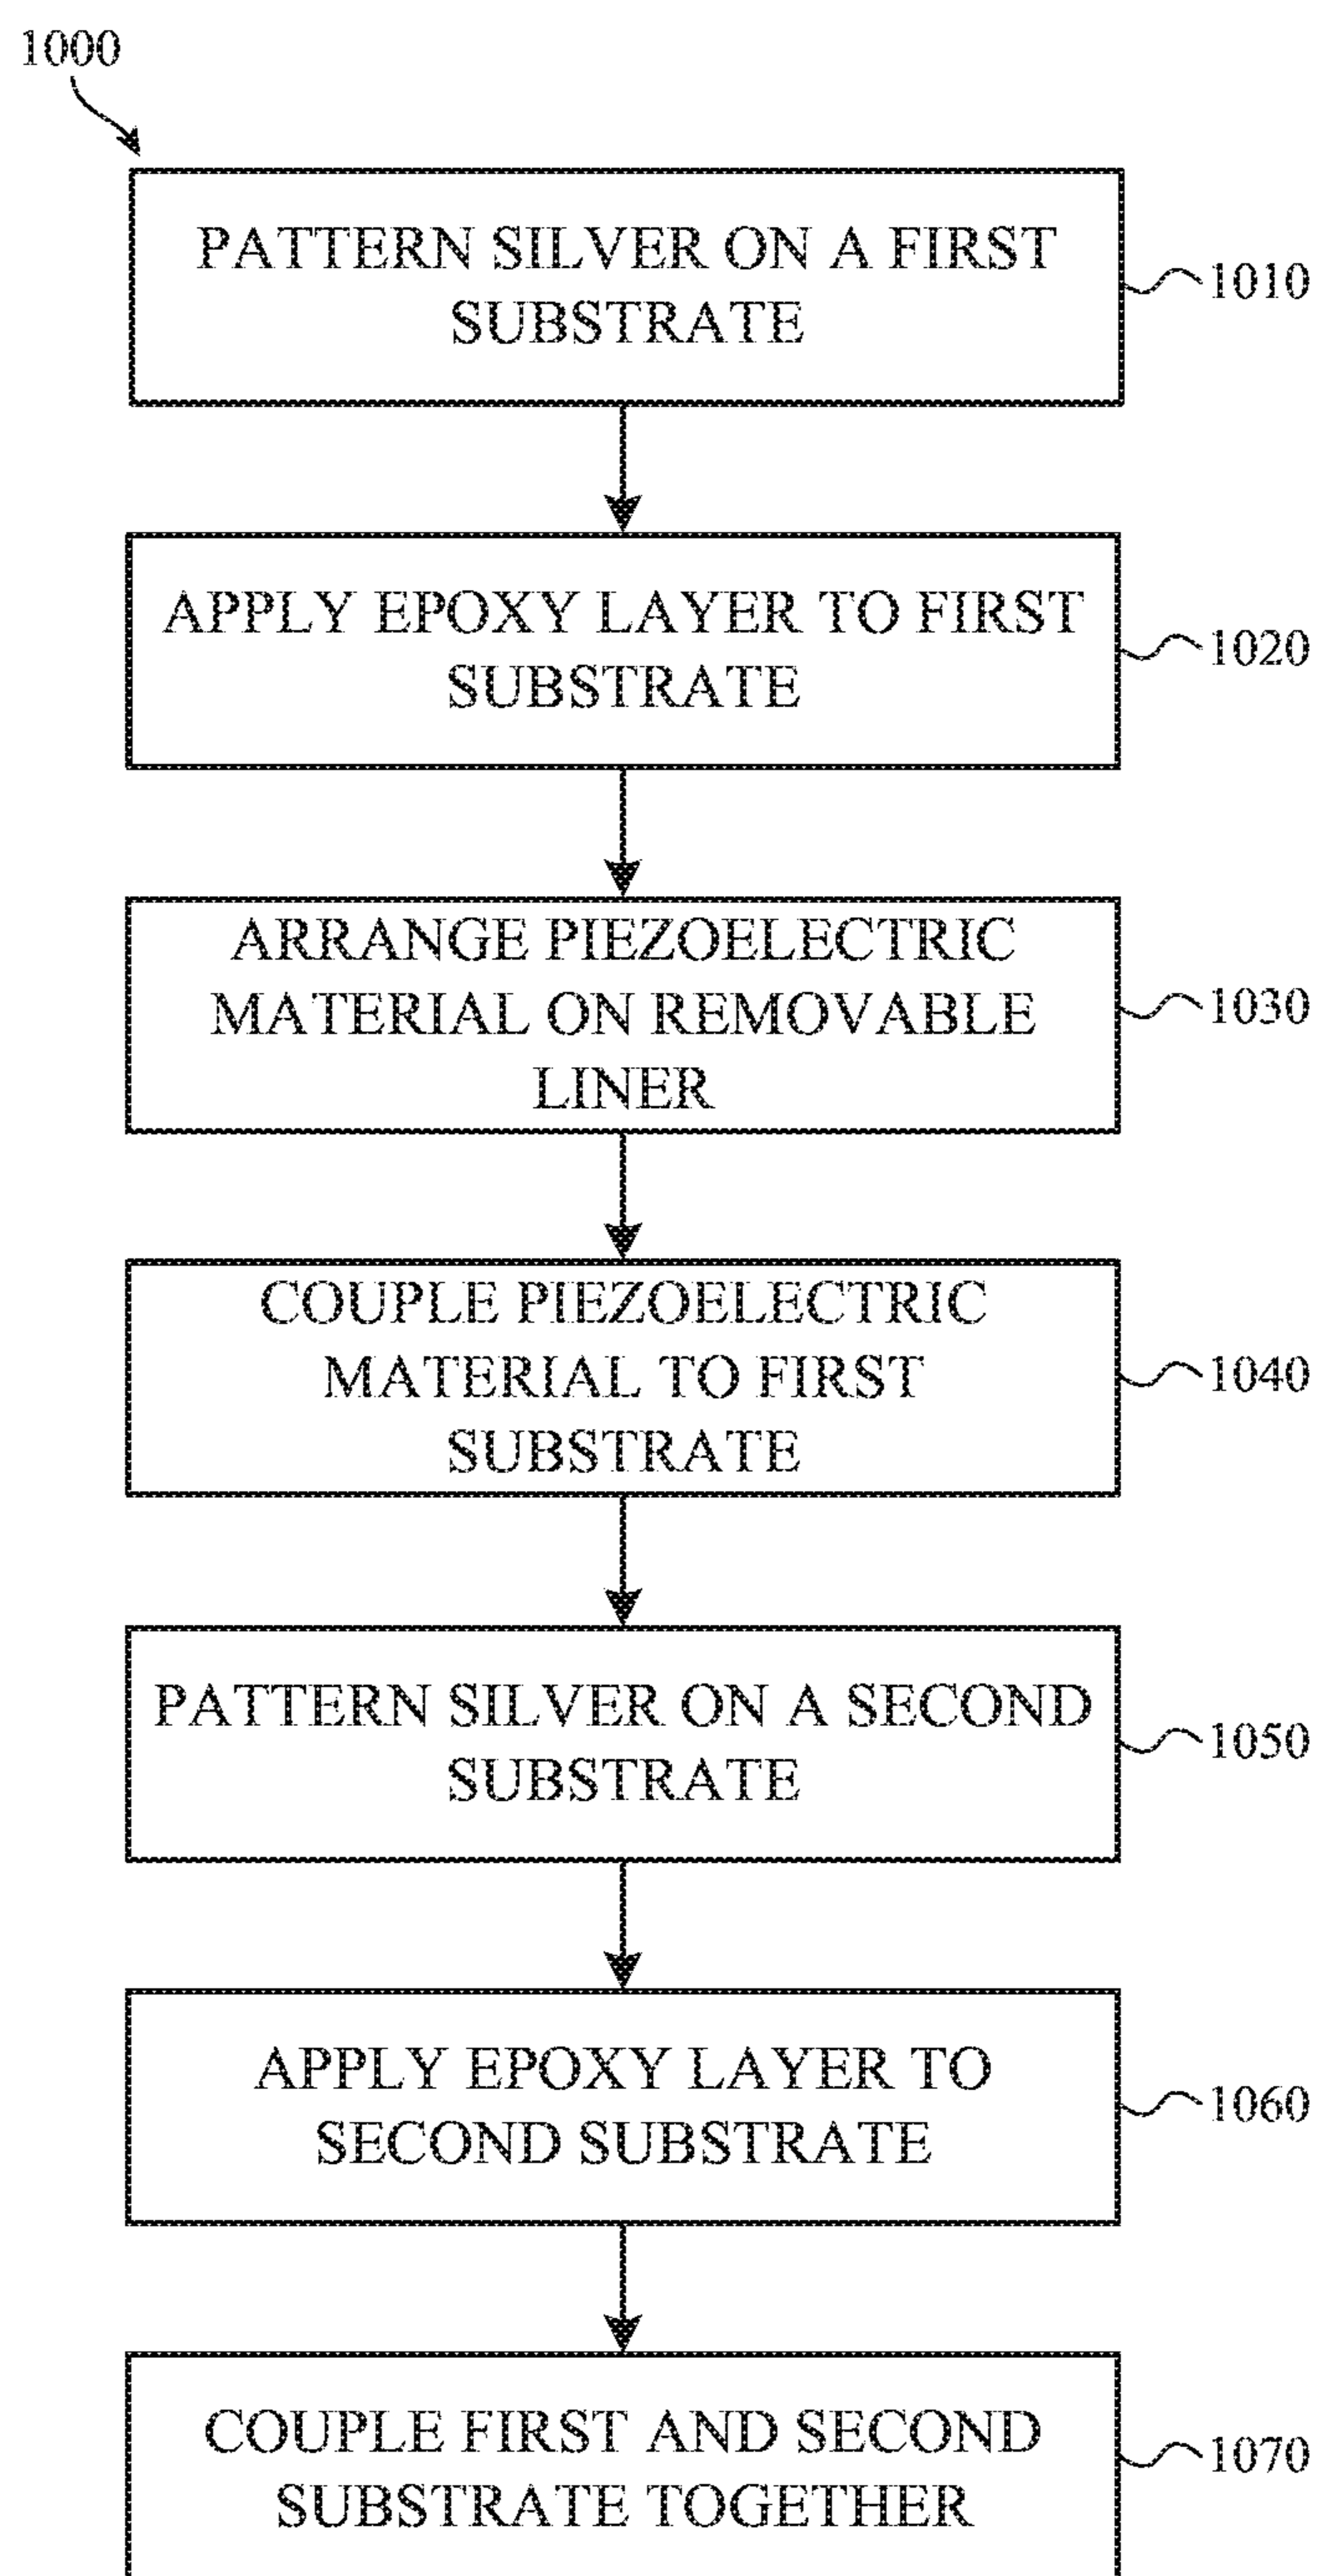 1000
PATTERN SILVER ON A FIRST
SUBSTRATE
1010
APPLY EPOXY LAYER TO FIRST
SUBSTRATE
1020
ARRANGE PIEZOELECTRIC
MATERIAL ON REMOVABLE
LINER
1030
COUPLE PIEZOELECTRIC
MATERIAL TO FIRST
SUBSTRATE
1040
PATTERN SILVER ON A SECOND
SUBSTRATE
1050
APPLY EPOXY LAYER TO
SECOND SUBSTRATE
1060
COUPLE FIRST AND SECOND
SUBSTRATE TOGETHER
1070